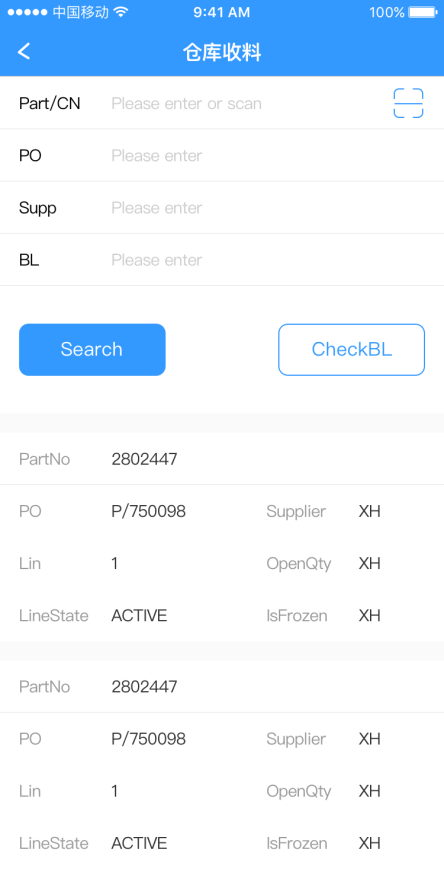 中国移动 9:41 AM 100%
仓库收料
Part/CN Please enter or scan
PO Please enter
Supp Please enter
BL Please enter
Search CheckBL
PartNo 2802447
PO P/750098 Supplier XH
Lin 1 OpenQty XH
LineState ACTIVE IsFrozen XH
PartNo 2802447
PO P/750098 Supplier XH
Lin 1 OpenQty XH
LineState ACTIVE IsFrozen XH